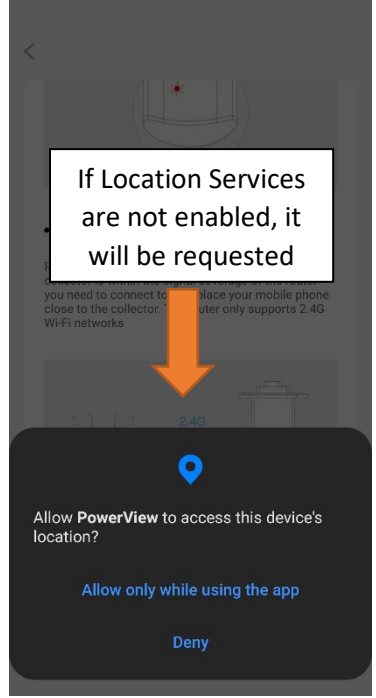 If Location Services
are not enabled, it
will be requested
you need to connect to
place your mobile phone
close to the collector. T
uter only supports 2.4G
Wi-Fi networks
2.4G
Allow PowerView to access this device's
location?
Allow only while using the app
Deny